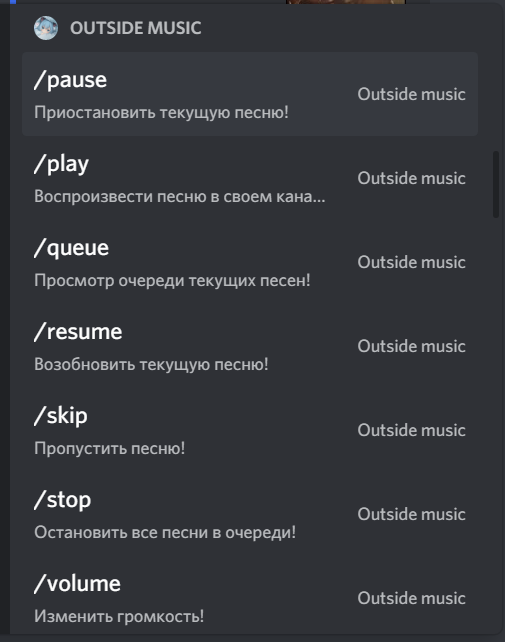 OUTSIDE MUSIC
/pause
Outside music
Приостановить текущую песню!
/play
Outside music
Воспроизвести песню в своем кана...
/queue
Outside music
Просмотр очереди текущих песен!
/resume
Outside music
Возобновить текущую песню!
/skip
Outside music
Пропустить песню!
/stop
Outside music
Остановить все песни в очереди!
/volume
Outside music
Изменить громкость!